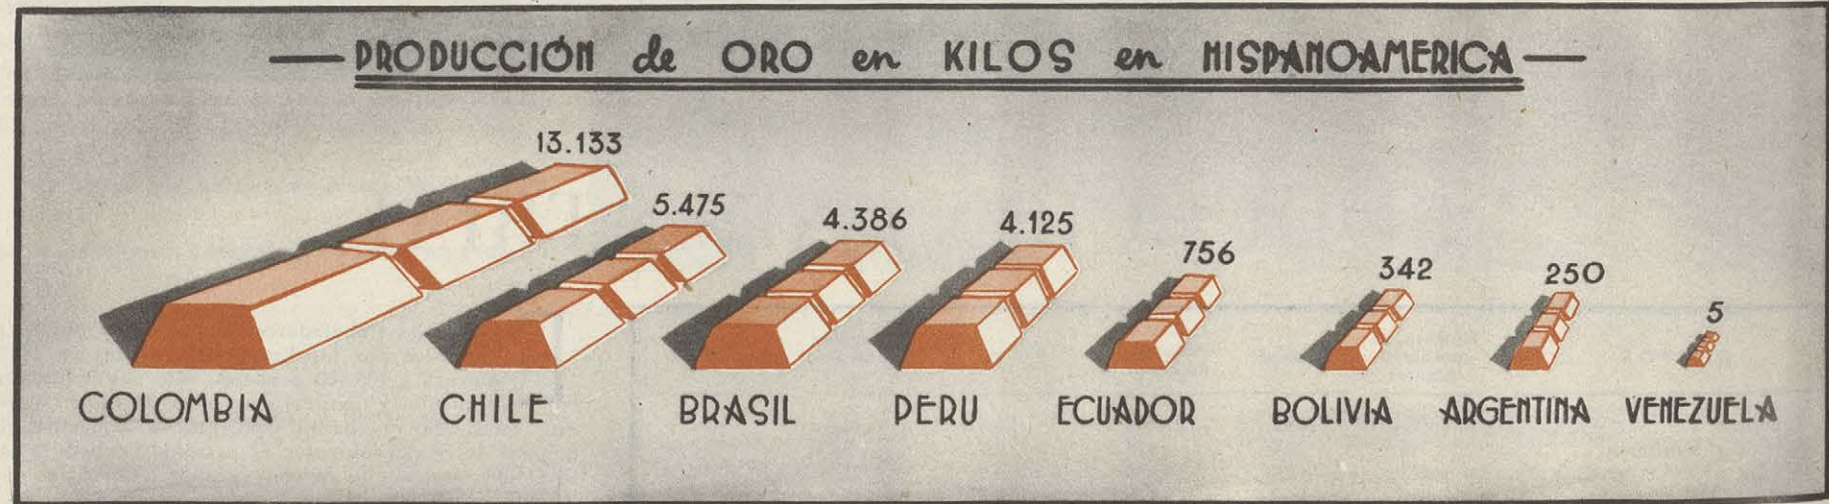 PRODUCCIÓN de ORO en KILOS en HISPANOAMERICA
13.133
5.475
4.386
4.125
756
342
250
5
COLOMBIA
CHILE
BRASIL
PERU
ECUADOR
BOLIVIA
ARGENTINA
VENEZUELA